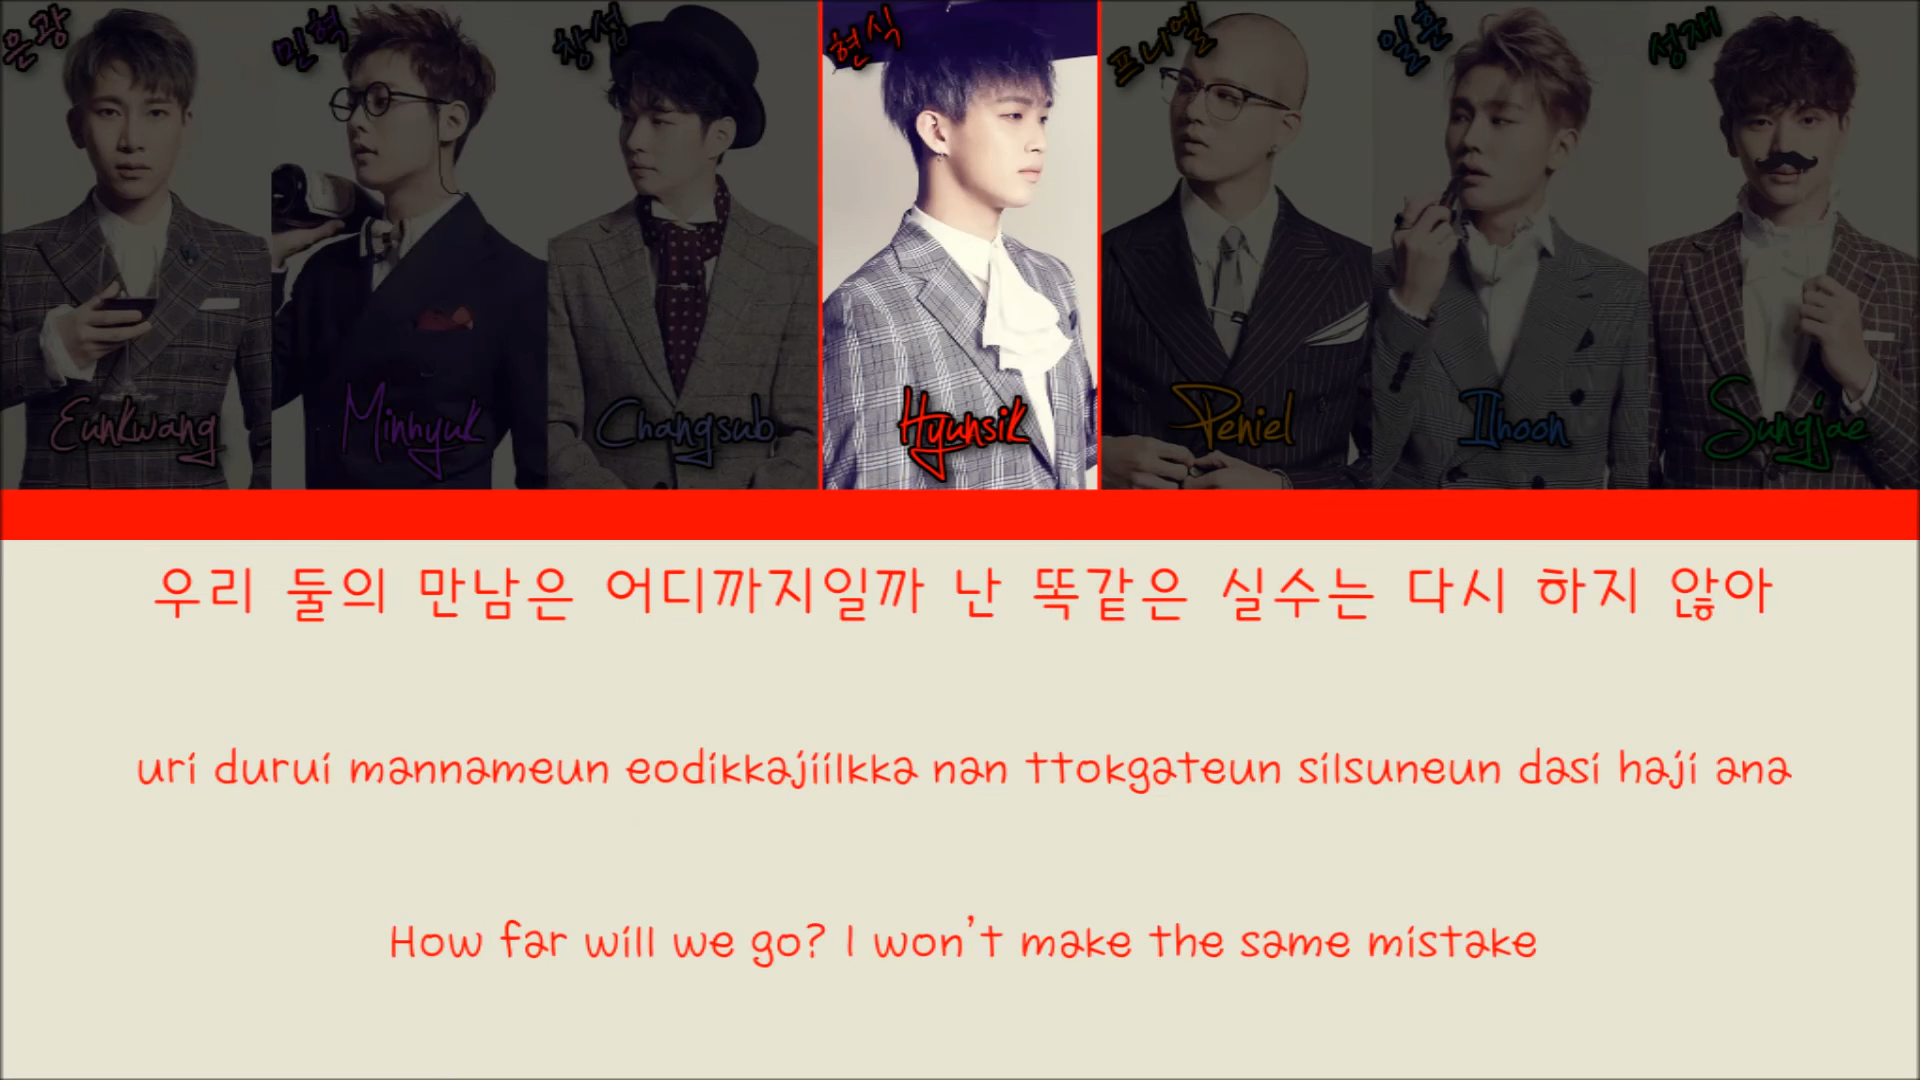 은광 민혁 창섭 현식 프니엘 일훈 성재
Eunkwang Minhyuk Changsub Hyunsik Peniel Ilhoon Sungjae
우리 둘의 만남은 어디까지일까 난 똑같은 실수는 다시 하지 않아
uri durui mannameun eodikkajiilkka nan ttokgateun silsuneun dasi haji ana
How far will we go? I won't make the same mistake